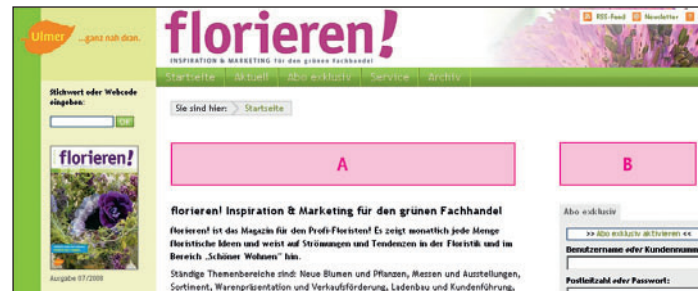 Ulmer ...ganz nah dran.
florieren!
INSPIRATION & MARKETING für den grünen Fachhandel
RSS-Feed Newsletter
Startseite Aktuell Abo exklusiv Service Archiv
Stichwort oder Webcode
eingeben:
OK
Sie sind hier: Startseite
florieren!
Ausgabe 07/2008
A
B
florieren! Inspiration & Marketing für den grünen Fachhandel
florieren! ist das Magazin für den Profi-Floristen! Es zeigt monatlich jede Menge
floristische Ideen und weist auf Strömungen und Tendenzen in der Floristik und im
Bereich „Schöner Wohnen" hin.
Ständige Themenbereiche sind: Neue Blumen und Pflanzen, Messen und Ausstellungen,
Sortiment, Warenpräsentation und Verkaufsförderung, Ladenbau und Kundenführung,
Abo exklusiv
>> Abo exklusiv aktivieren <<
Benutzername oder Kundennumm
Postleitzahl oder Passwort: